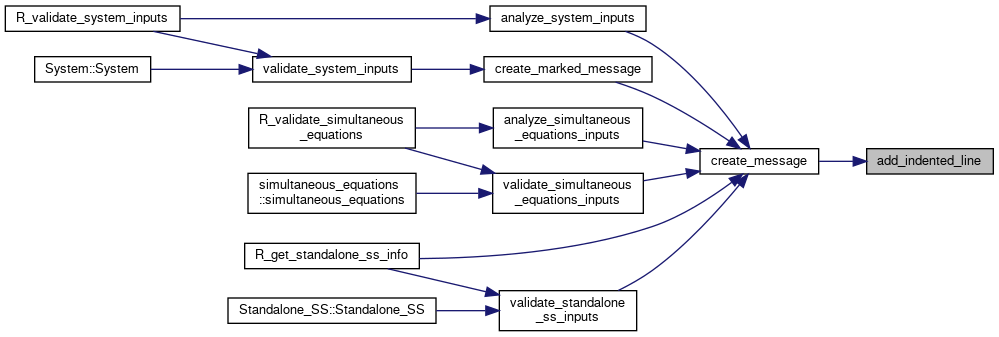 R_validate_system_inputs
analyze_system_inputs
System::System
validate_system_inputs
create_marked_message
R_validate_simultaneous
_equations
analyze_simultaneous
_equations_inputs
create_message
add_indented_line
simultaneous_equations
::simultaneous_equations
validate_simultaneous
_equations_inputs
R_get_standalone_ss_info
Standalone_SS::Standalone_SS
validate_standalone
_ss_inputs